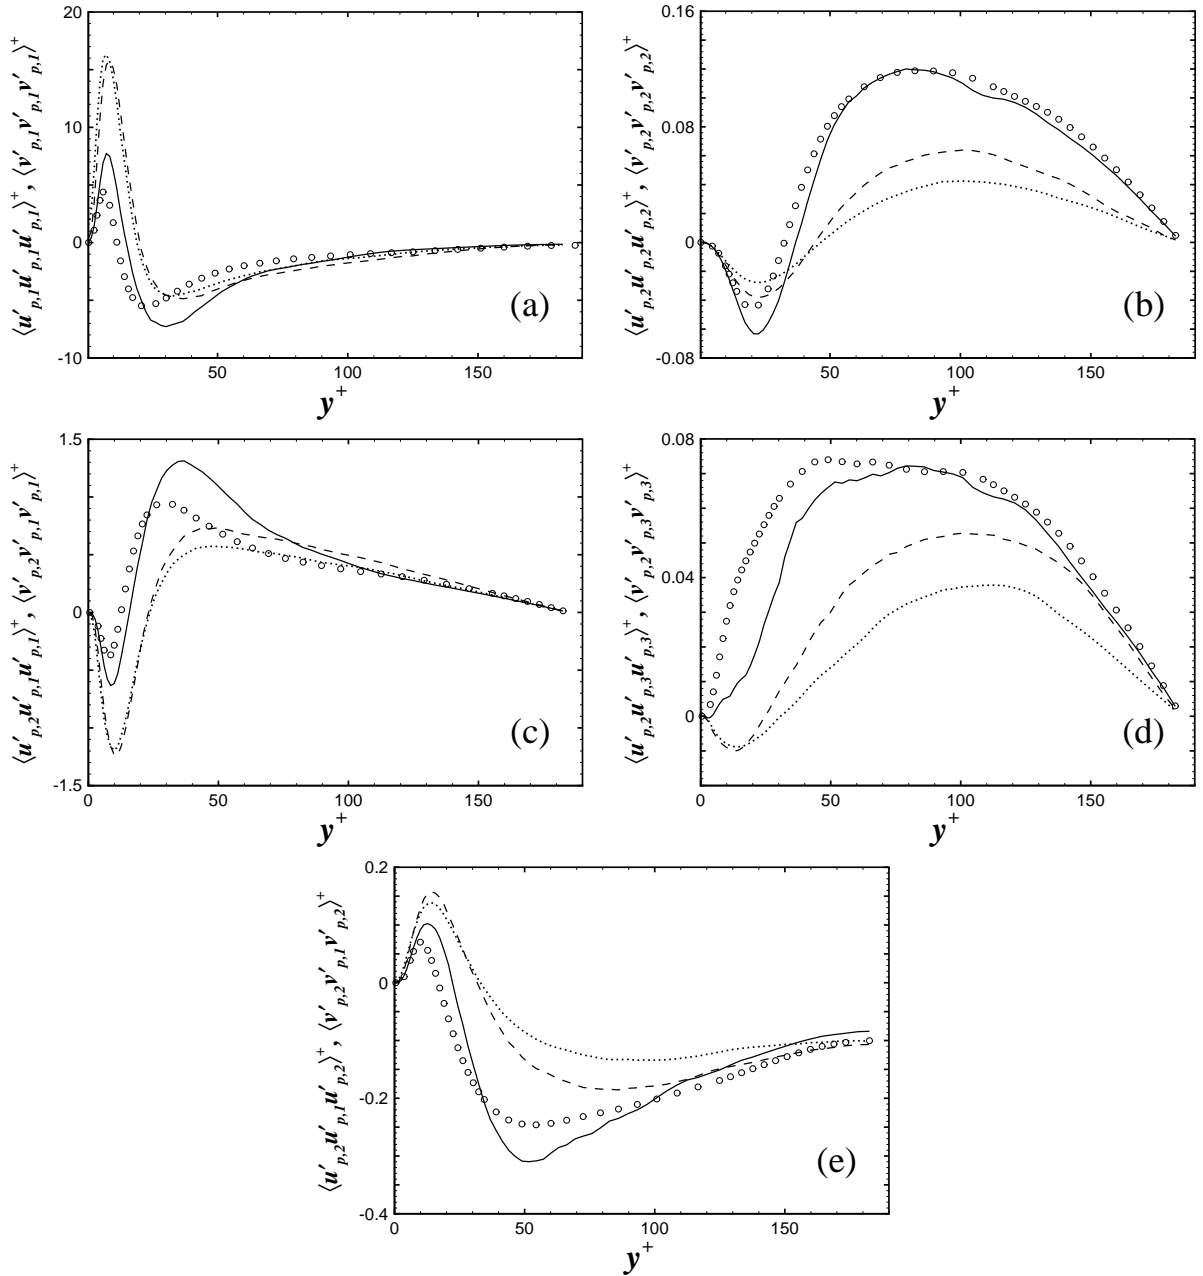 20
10
0
-10
50
100
150
y⁺
⟨u′p,1u′p,1u′p,1⟩⁺, ⟨v′p,1v′p,1v′p,1⟩⁺
(a)
0.16
0.08
0
-0.08
0
50
100
150
y⁺
⟨u′p,2u′p,2u′p,2⟩⁺, ⟨v′p,2v′p,2v′p,2⟩⁺
(b)
1.5
0
-1.5
0
50
100
150
y⁺
⟨u′p,2u′p,1u′p,1⟩⁺, ⟨v′p,2v′p,1v′p,1⟩⁺
(c)
0.08
0.04
0
0
50
100
150
y⁺
⟨u′p,2u′p,3u′p,3⟩⁺, ⟨v′p,2v′p,3v′p,3⟩⁺
(d)
0.2
0
-0.2
-0.4
0
50
100
150
y⁺
⟨u′p,2u′p,1u′p,2⟩⁺, ⟨v′p,2v′p,1v′p,2⟩⁺
(e)